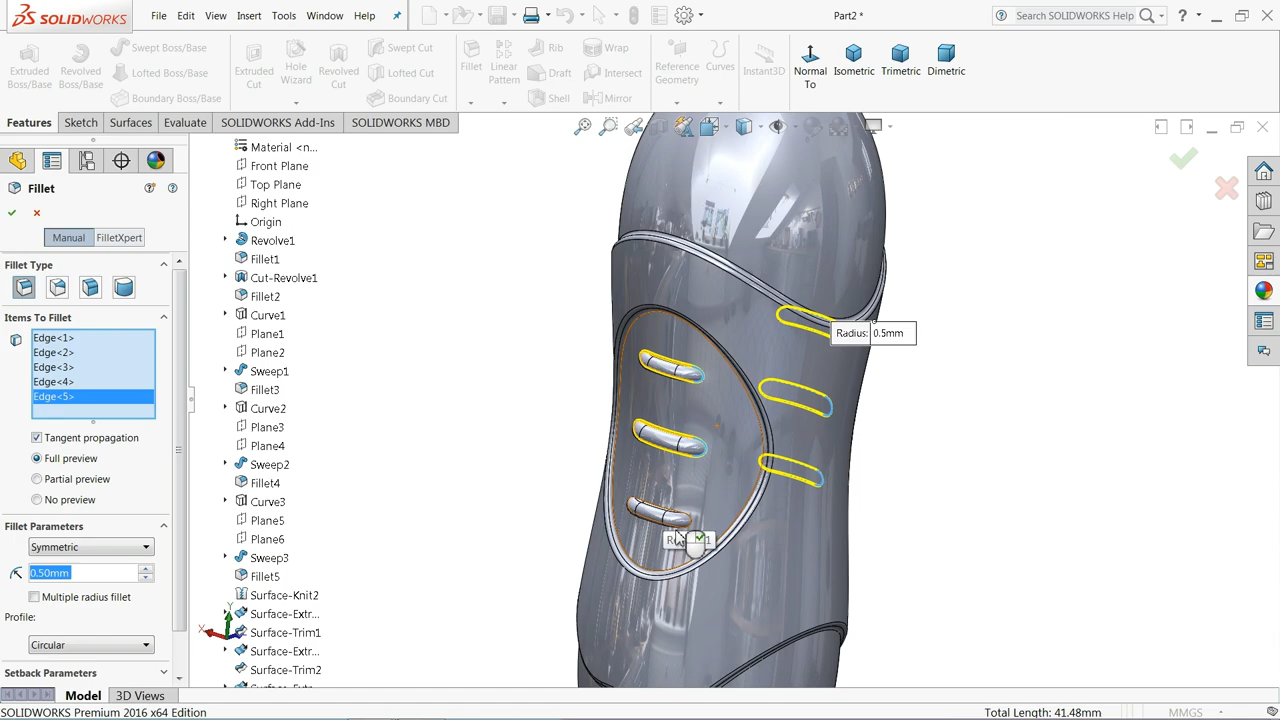 SOLIDWORKS File Edit View Insert Tools Window Help Part2 * Search SOLIDWORKS Help
Extruded Boss/Base Revolved Boss/Base Swept Boss/Base Lofted Boss/Base Boundary Boss/Base Extruded Cut Hole Wizard Revolved Cut Swept Cut Lofted Cut Boundary Cut Fillet Linear Pattern Rib Draft Shell Wrap Intersect Mirror Reference Geometry Curves Instant3D Normal To Isometric Trimetric Dimetric
Features Sketch Surfaces Evaluate SOLIDWORKS Add-Ins SOLIDWORKS MBD
Fillet
Manual FilletXpert
Fillet Type
Items To Fillet
Edge<1>
Edge<2>
Edge<3>
Edge<4>
Edge<5>
Tangent propagation
Full preview
Partial preview
No preview
Fillet Parameters
Symmetric
0.50mm
Multiple radius fillet
Profile:
Circular
Setback Parameters
Material <n...
Front Plane
Top Plane
Right Plane
Origin
Revolve1
Fillet1
Cut-Revolve1
Fillet2
Curve1
Plane1
Plane2
Sweep1
Fillet3
Curve2
Plane3
Plane4
Sweep2
Fillet4
Curve3
Plane5
Plane6
Sweep3
Fillet5
Surface-Knit2
Surface-Extr...
Surface-Trim1
Surface-Extr...
Surface-Trim2
Radius: 0.5mm
X
Y
Z
Model 3D Views
SOLIDWORKS Premium 2016 x64 Edition Total Length: 41.48mm MMGS